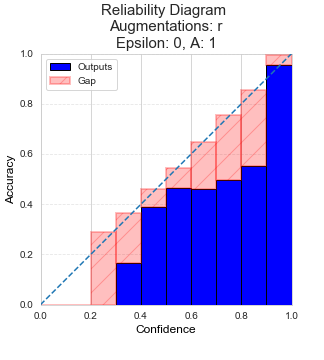 Reliability Diagram
Augmentations: r
Epsilon: 0, A: 1
1.0
0.8
0.6
0.4
0.2
0.0
Accuracy
Outputs
Gap
0.0 0.2 0.4 0.6 0.8 1.0
Confidence